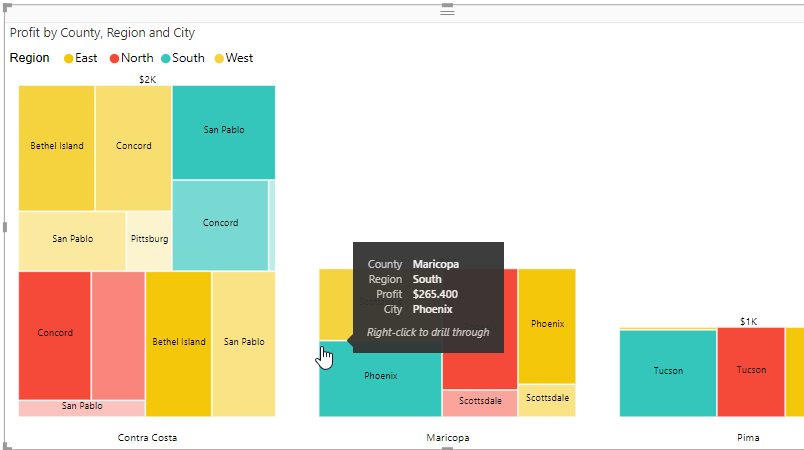 Profit by County, Region and City
Region East North South West
$2K
Bethel Island
Concord
San Pablo
Concord
San Pablo
Pittsburg
Concord
Bethel Island
San Pablo
San Pablo
Contra Costa
County Maricopa
Region South
Profit $265.400
City Phoenix
Right-click to drill through
Phoenix
Phoenix
Scottsdale
Scottsdale
Maricopa
$1K
Tucson
Tucson
Pima